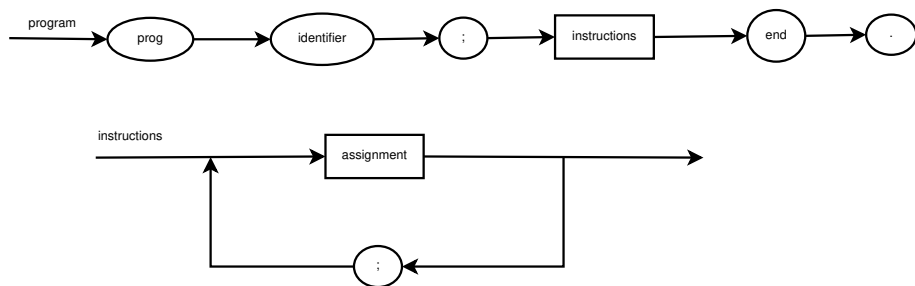 program
prog identifier ; instructions end .
instructions
assignment
;